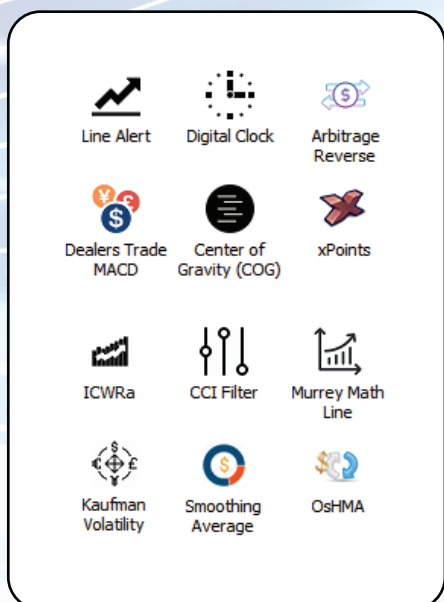 Line Alert
Digital Clock
Arbitrage
Reverse
Dealers Trade
MACD
Center of
Gravity (COG)
xPoints
ICWRa
CCI Filter
Murrey Math
Line
Kaufman
Volatility
Smoothing
Average
OsHMA